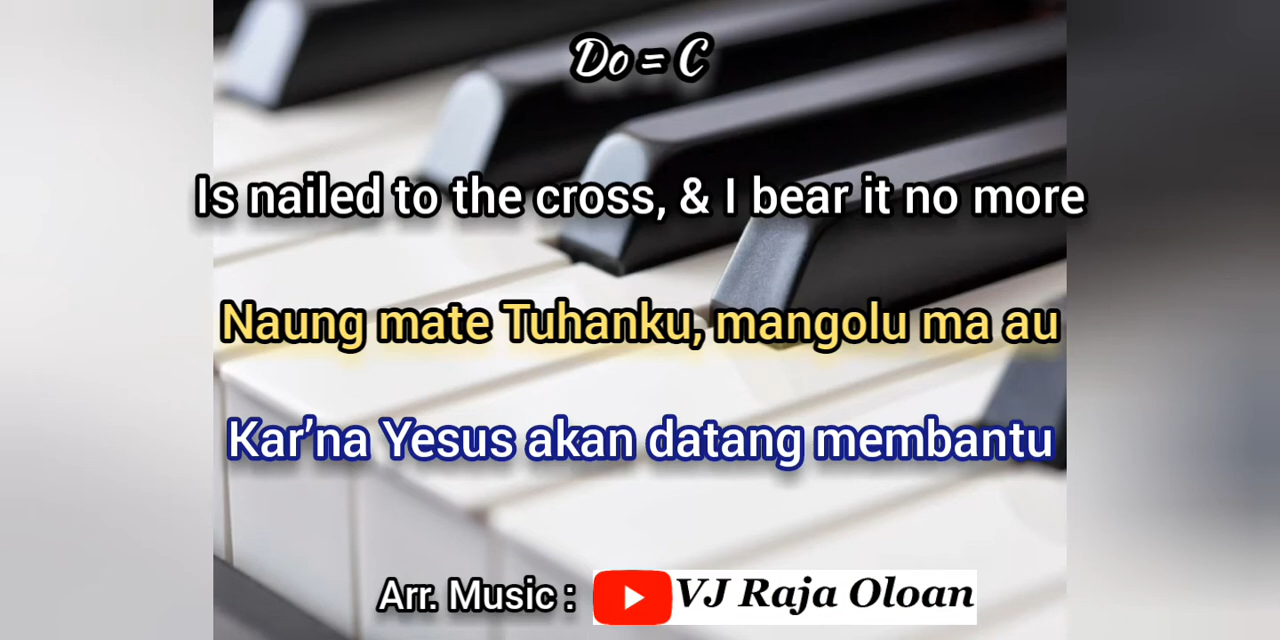 Do = C
Is nailed to the cross, & I bear it no more
Naung mate Tuhanku, mangolu ma au
Kar’na Yesus akan datang membantu
Arr. Music : VJ Raja Oloan